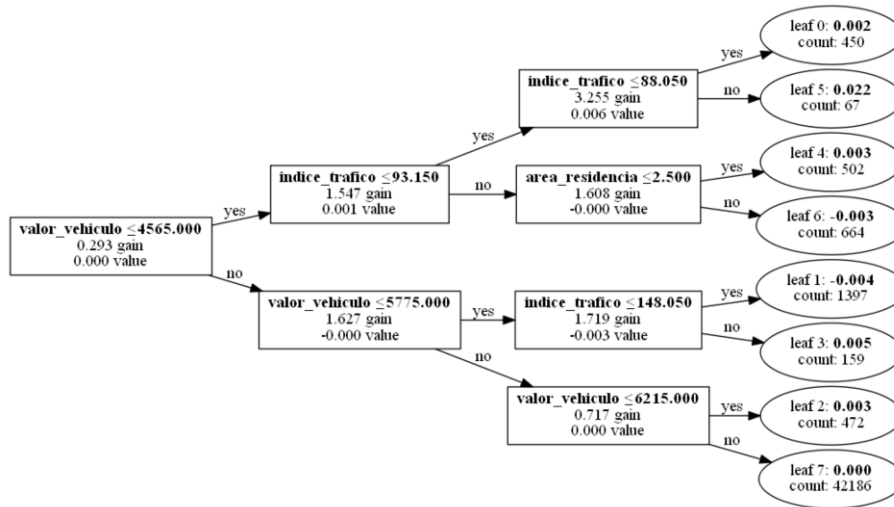 valor_vehiculo ≤4565.000
0.293 gain
0.000 value
yes
no
indice_trafico ≤93.150
1.547 gain
0.001 value
yes
no
valor_vehiculo ≤5775.000
1.627 gain
-0.000 value
yes
no
indice_trafico ≤88.050
3.255 gain
0.006 value
yes
no
area_residencia ≤2.500
1.608 gain
-0.000 value
yes
no
indice_trafico ≤148.050
1.719 gain
-0.003 value
yes
no
valor_vehiculo ≤6215.000
0.717 gain
0.000 value
yes
no
leaf 0: 0.002
count: 450
leaf 5: 0.022
count: 67
leaf 4: 0.003
count: 502
leaf 6: -0.003
count: 664
leaf 1: -0.004
count: 1397
leaf 3: 0.005
count: 159
leaf 2: 0.003
count: 472
leaf 7: 0.000
count: 42186